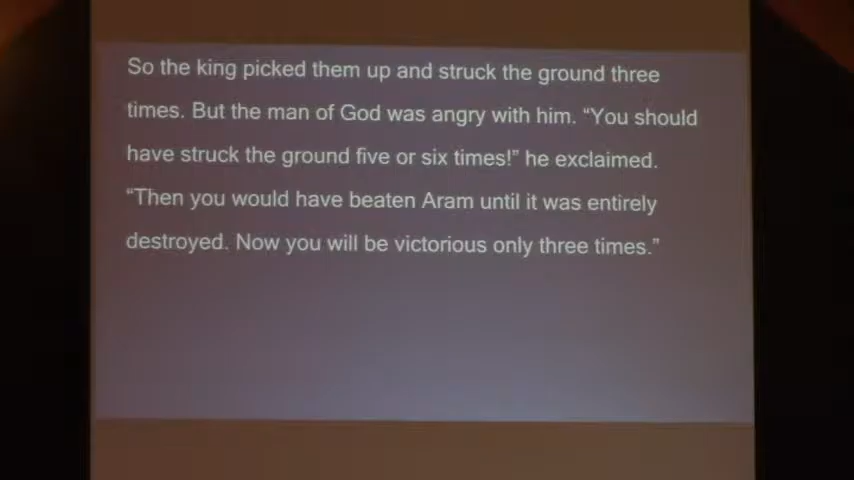 So the king picked them up and struck the ground three
times. But the man of God was angry with him. “You should
have struck the ground five or six times!” he exclaimed.
“Then you would have beaten Aram until it was entirely
destroyed. Now you will be victorious only three times.”